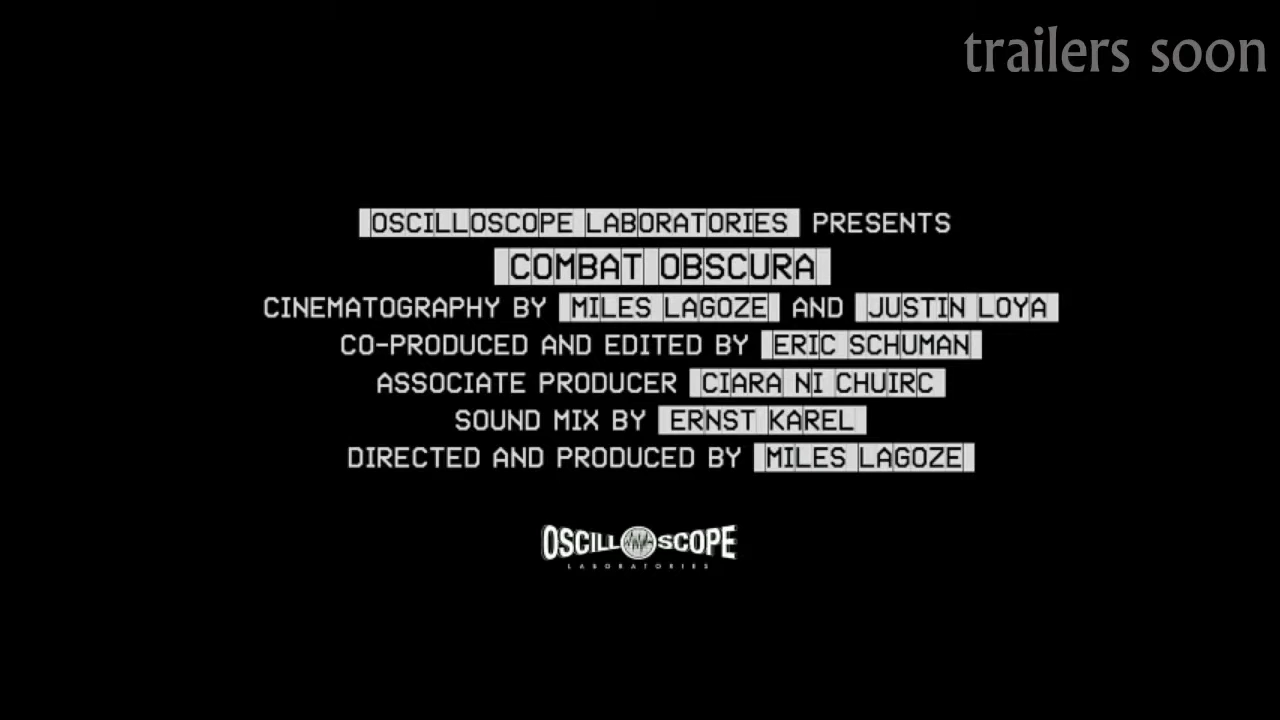 trailers soon
OSCILLOSCOPE LABORATORIES PRESENTS
COMBAT OBSCURA
CINEMATOGRAPHY BY MILES LAGOZE AND JUSTIN LOYA
CO-PRODUCED AND EDITED BY ERIC SCHUMAN
ASSOCIATE PRODUCER CIARA NI CHUIRC
SOUND MIX BY ERNST KAREL
DIRECTED AND PRODUCED BY MILES LAGOZE
OSCILLOSCOPE
LABORATORIES